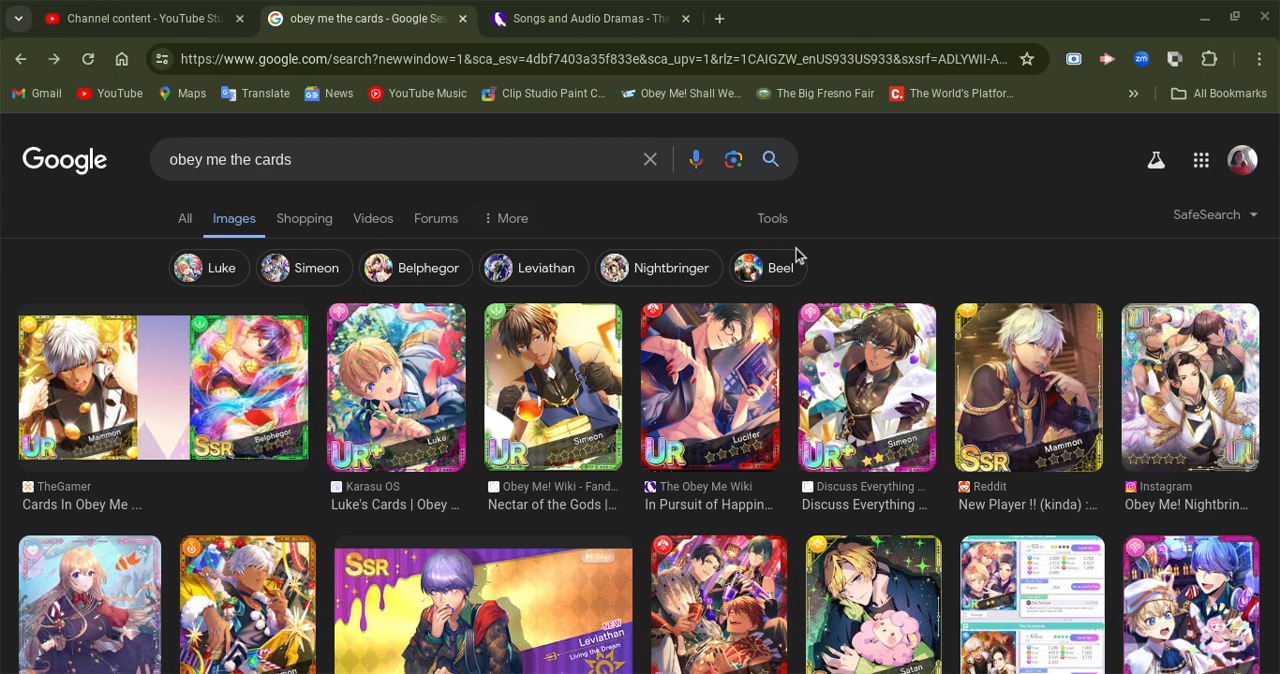 Channel content - YouTube Stu
obey me the cards - Google Sea
Songs and Audio Dramas - The
https://www.google.com/search?newwindow=1&sca_esv=4dbf7403a35f833e&sca_upv=1&rlz=1CAIGZW_enUS933US933&sxsrf=ADLYWII-A...
zm
Gmail
YouTube
Maps
Translate
News
YouTube Music
Clip Studio Paint C...
Obey Me! Shall We...
The Big Fresno Fair
The World's Platfor...
All Bookmarks
Google
obey me the cards
All
Images
Shopping
Videos
Forums
More
Tools
SafeSearch
Luke
Simeon
Belphegor
Leviathan
Nightbringer
Beel
UR
Mammon
SSR
Belphegor
UR+
Luke
UR
Simeon
UR
Lucifer
UR+
Simeon
SSR
Mammon
UR
UR
TheGamer
Cards In Obey Me ...
Karasu OS
Luke's Cards | Obey ...
Obey Me! Wiki - Fand...
Nectar of the Gods |...
The Obey Me Wiki
In Pursuit of Happin...
Discuss Everything ...
Discuss Everything ...
Reddit
New Player !! (kinda) :...
Instagram
Obey Me! Nightbrin...
SSR
NEW
Leviathan
Living the Dream
Satan